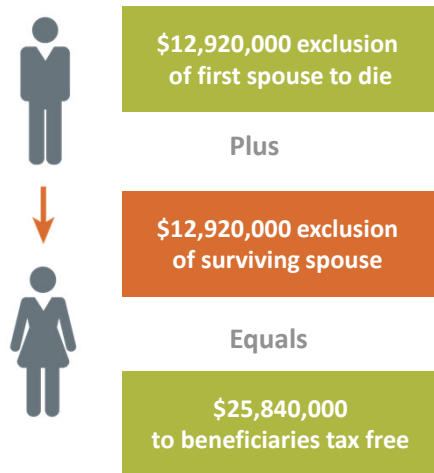 $12,920,000 exclusion
of first spouse to die
Plus
$12,920,000 exclusion
of surviving spouse
Equals
$25,840,000
to beneficiaries tax free